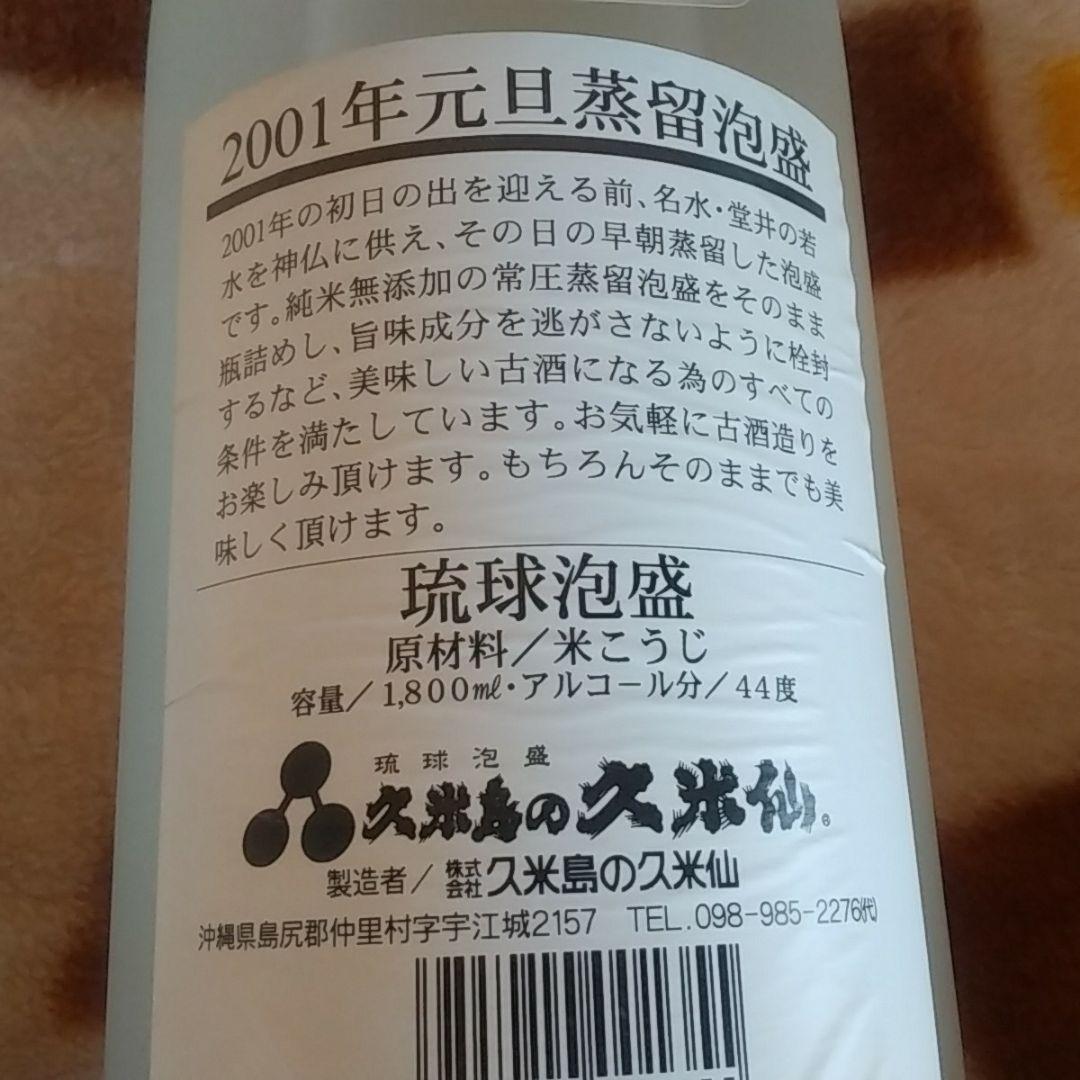 2001年元旦蒸留泡盛
2001年の初日の出を迎える前、名水・堂井の若
水を神仏に供え、その日の早朝蒸留した泡盛
です。純米無添加の常圧蒸留泡盛をそのまま
瓶詰めし、旨味成分を逃がさないように栓封
するなど、美味しい古酒になる為のすべての
条件を満たしています。お気軽に古酒造りを
お楽しみ頂けます。もちろんそのままでも美
味しく頂けます。
琉球泡盛
原材料／米こうじ
容量／1,800㎖・アルコール分／44度
琉球泡盛
久米島の久米仙®
製造者／株式会社久米島の久米仙
沖縄県島尻郡仲里村字宇江城2157 TEL.098-985-2276㈹